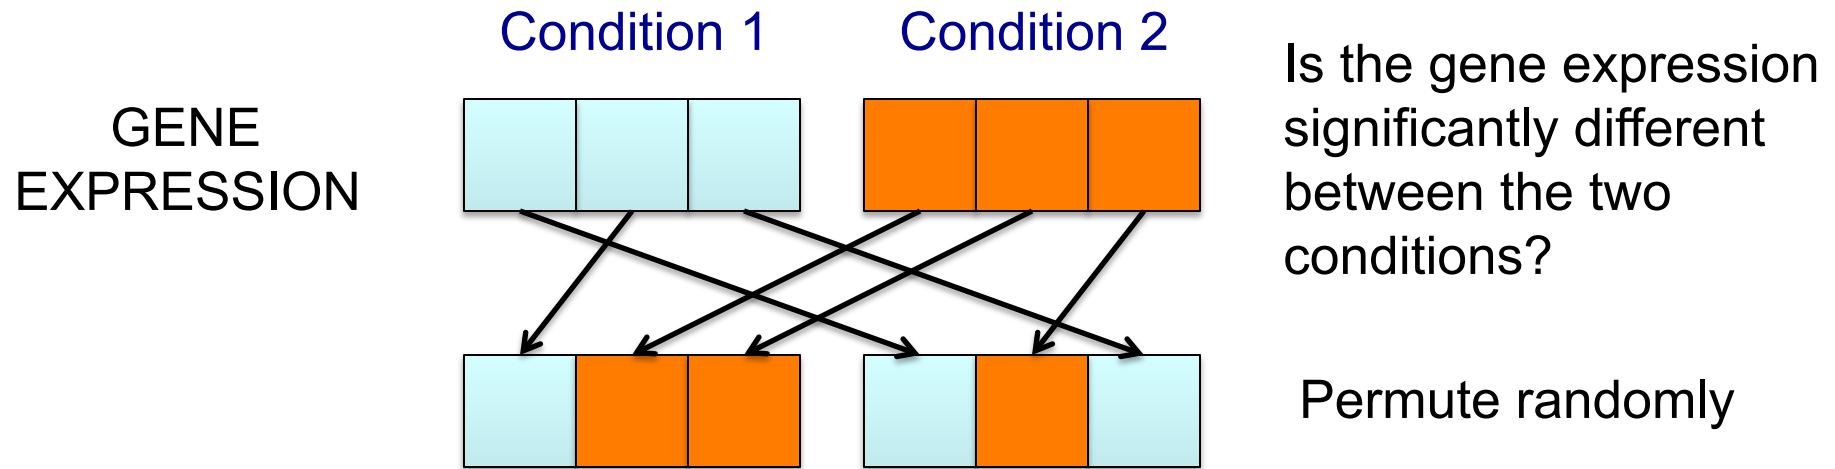 Condition 1
Condition 2
GENE
EXPRESSION
Is the gene expression
significantly different
between the two
conditions?
Permute randomly